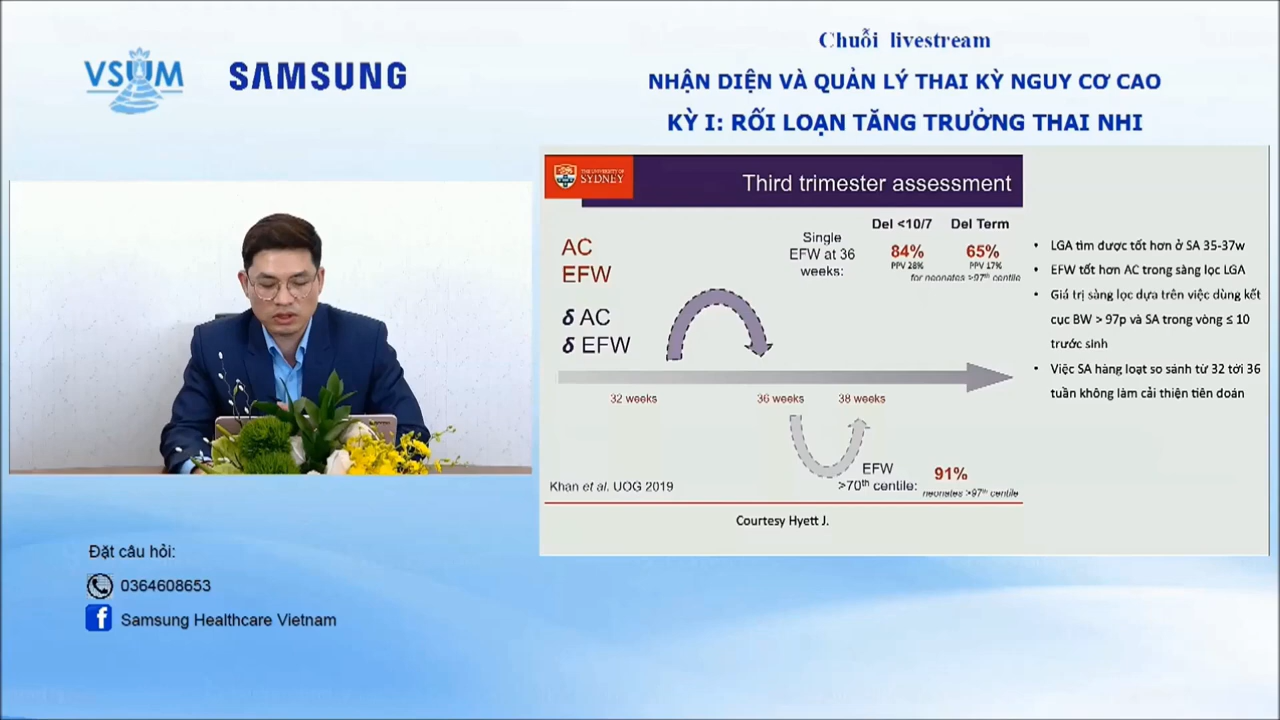 VSUM
SAMSUNG
Chuỗi livestream
NHẬN DIỆN VÀ QUẢN LÝ THAI KỲ NGUY CƠ CAO
KỲ I: RỐI LOẠN TĂNG TRƯỞNG THAI NHI
THE UNIVERSITY OF
SYDNEY
Third trimester assessment
Del <10/7 Del Term
Single
EFW at 36
weeks:
84% 65%
PPV 28% PPV 17%
for neonates >97th centile
AC
EFW
δ AC
δ EFW
32 weeks 36 weeks 38 weeks
EFW
>70th centile:
91%
neonates >97th centile
Khan et al. UOG 2019
Courtesy Hyett J.
• LGA tìm được tốt hơn ở SA 35-37w
• EFW tốt hơn AC trong sàng lọc LGA
• Giá trị sàng lọc dựa trên việc dùng kết
cục BW > 97p và SA trong vòng ≤ 10
trước sinh
• Việc SA hàng loạt so sánh từ 32 tới 36
tuần không làm cải thiện tiên đoán
Đặt câu hỏi:
0364608653
Samsung Healthcare Vietnam